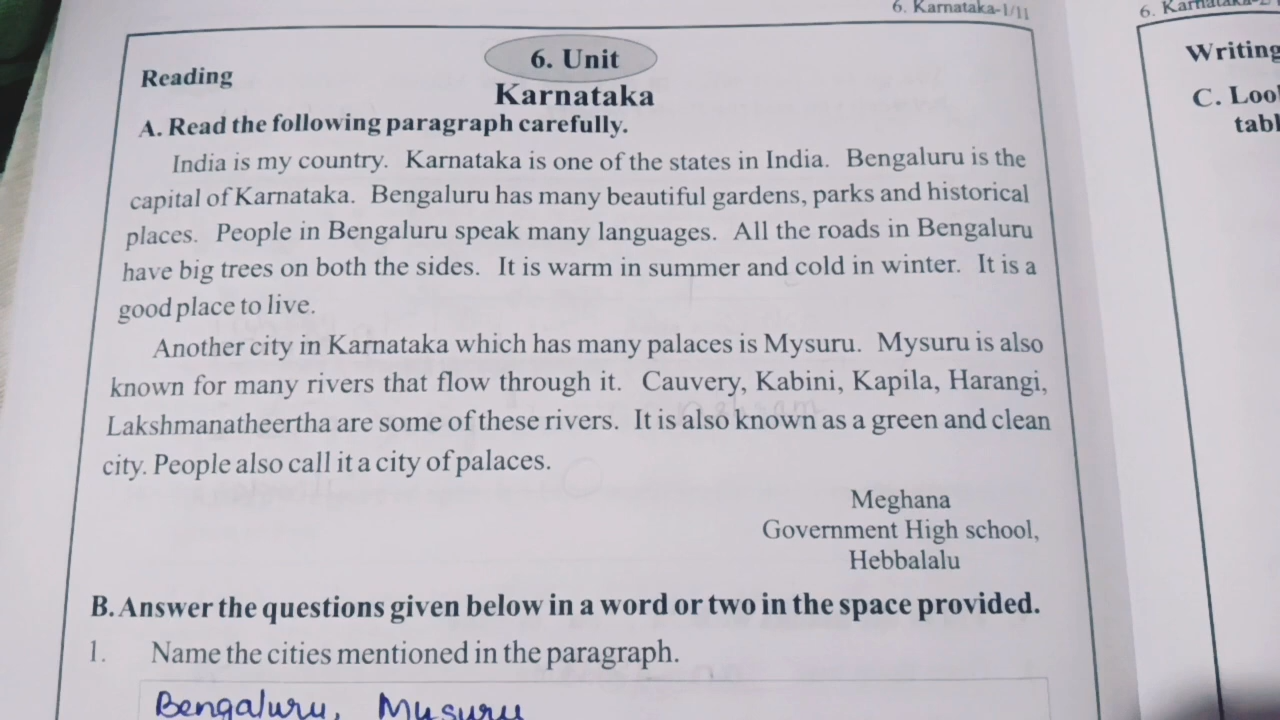 6. Karnataka-1/11
6. Unit
Reading
Karnataka
A. Read the following paragraph carefully.
India is my country. Karnataka is one of the states in India. Bengaluru is the
capital of Karnataka. Bengaluru has many beautiful gardens, parks and historical
places. People in Bengaluru speak many languages. All the roads in Bengaluru
have big trees on both the sides. It is warm in summer and cold in winter. It is a
good place to live.
Another city in Karnataka which has many palaces is Mysuru. Mysuru is also
known for many rivers that flow through it. Cauvery, Kabini, Kapila, Harangi,
Lakshmanatheertha are some of these rivers. It is also known as a green and clean
city. People also call it a city of palaces.
Meghana
Government High school,
Hebbalalu
B. Answer the questions given below in a word or two in the space provided.
1. Name the cities mentioned in the paragraph.
Bengaluru, Musuru
6.
Writing
C.